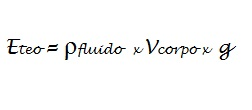 Eteo = ρfluido x Vcorpo x g